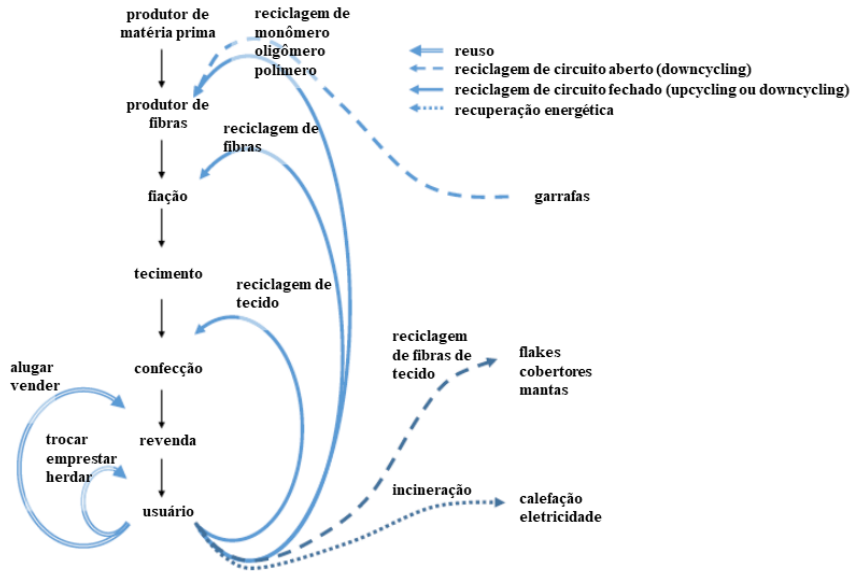 produtor de
matéria prima
reciclagem de
monômero
oligômero
polímero
reuso
reciclagem de circuito aberto (downcycling)
reciclagem de circuito fechado (upcycling ou downcycling)
recuperação energética
produtor de
fibras
reciclagem de
fibras
fiação
garrafas
tecimento
reciclagem de
tecido
reciclagem
de fibras de
tecido
flakes
cobertores
mantas
alugar
vender
confecção
trocar
emprestar
herdar
revenda
usuário
incineração
calefação
eletricidade